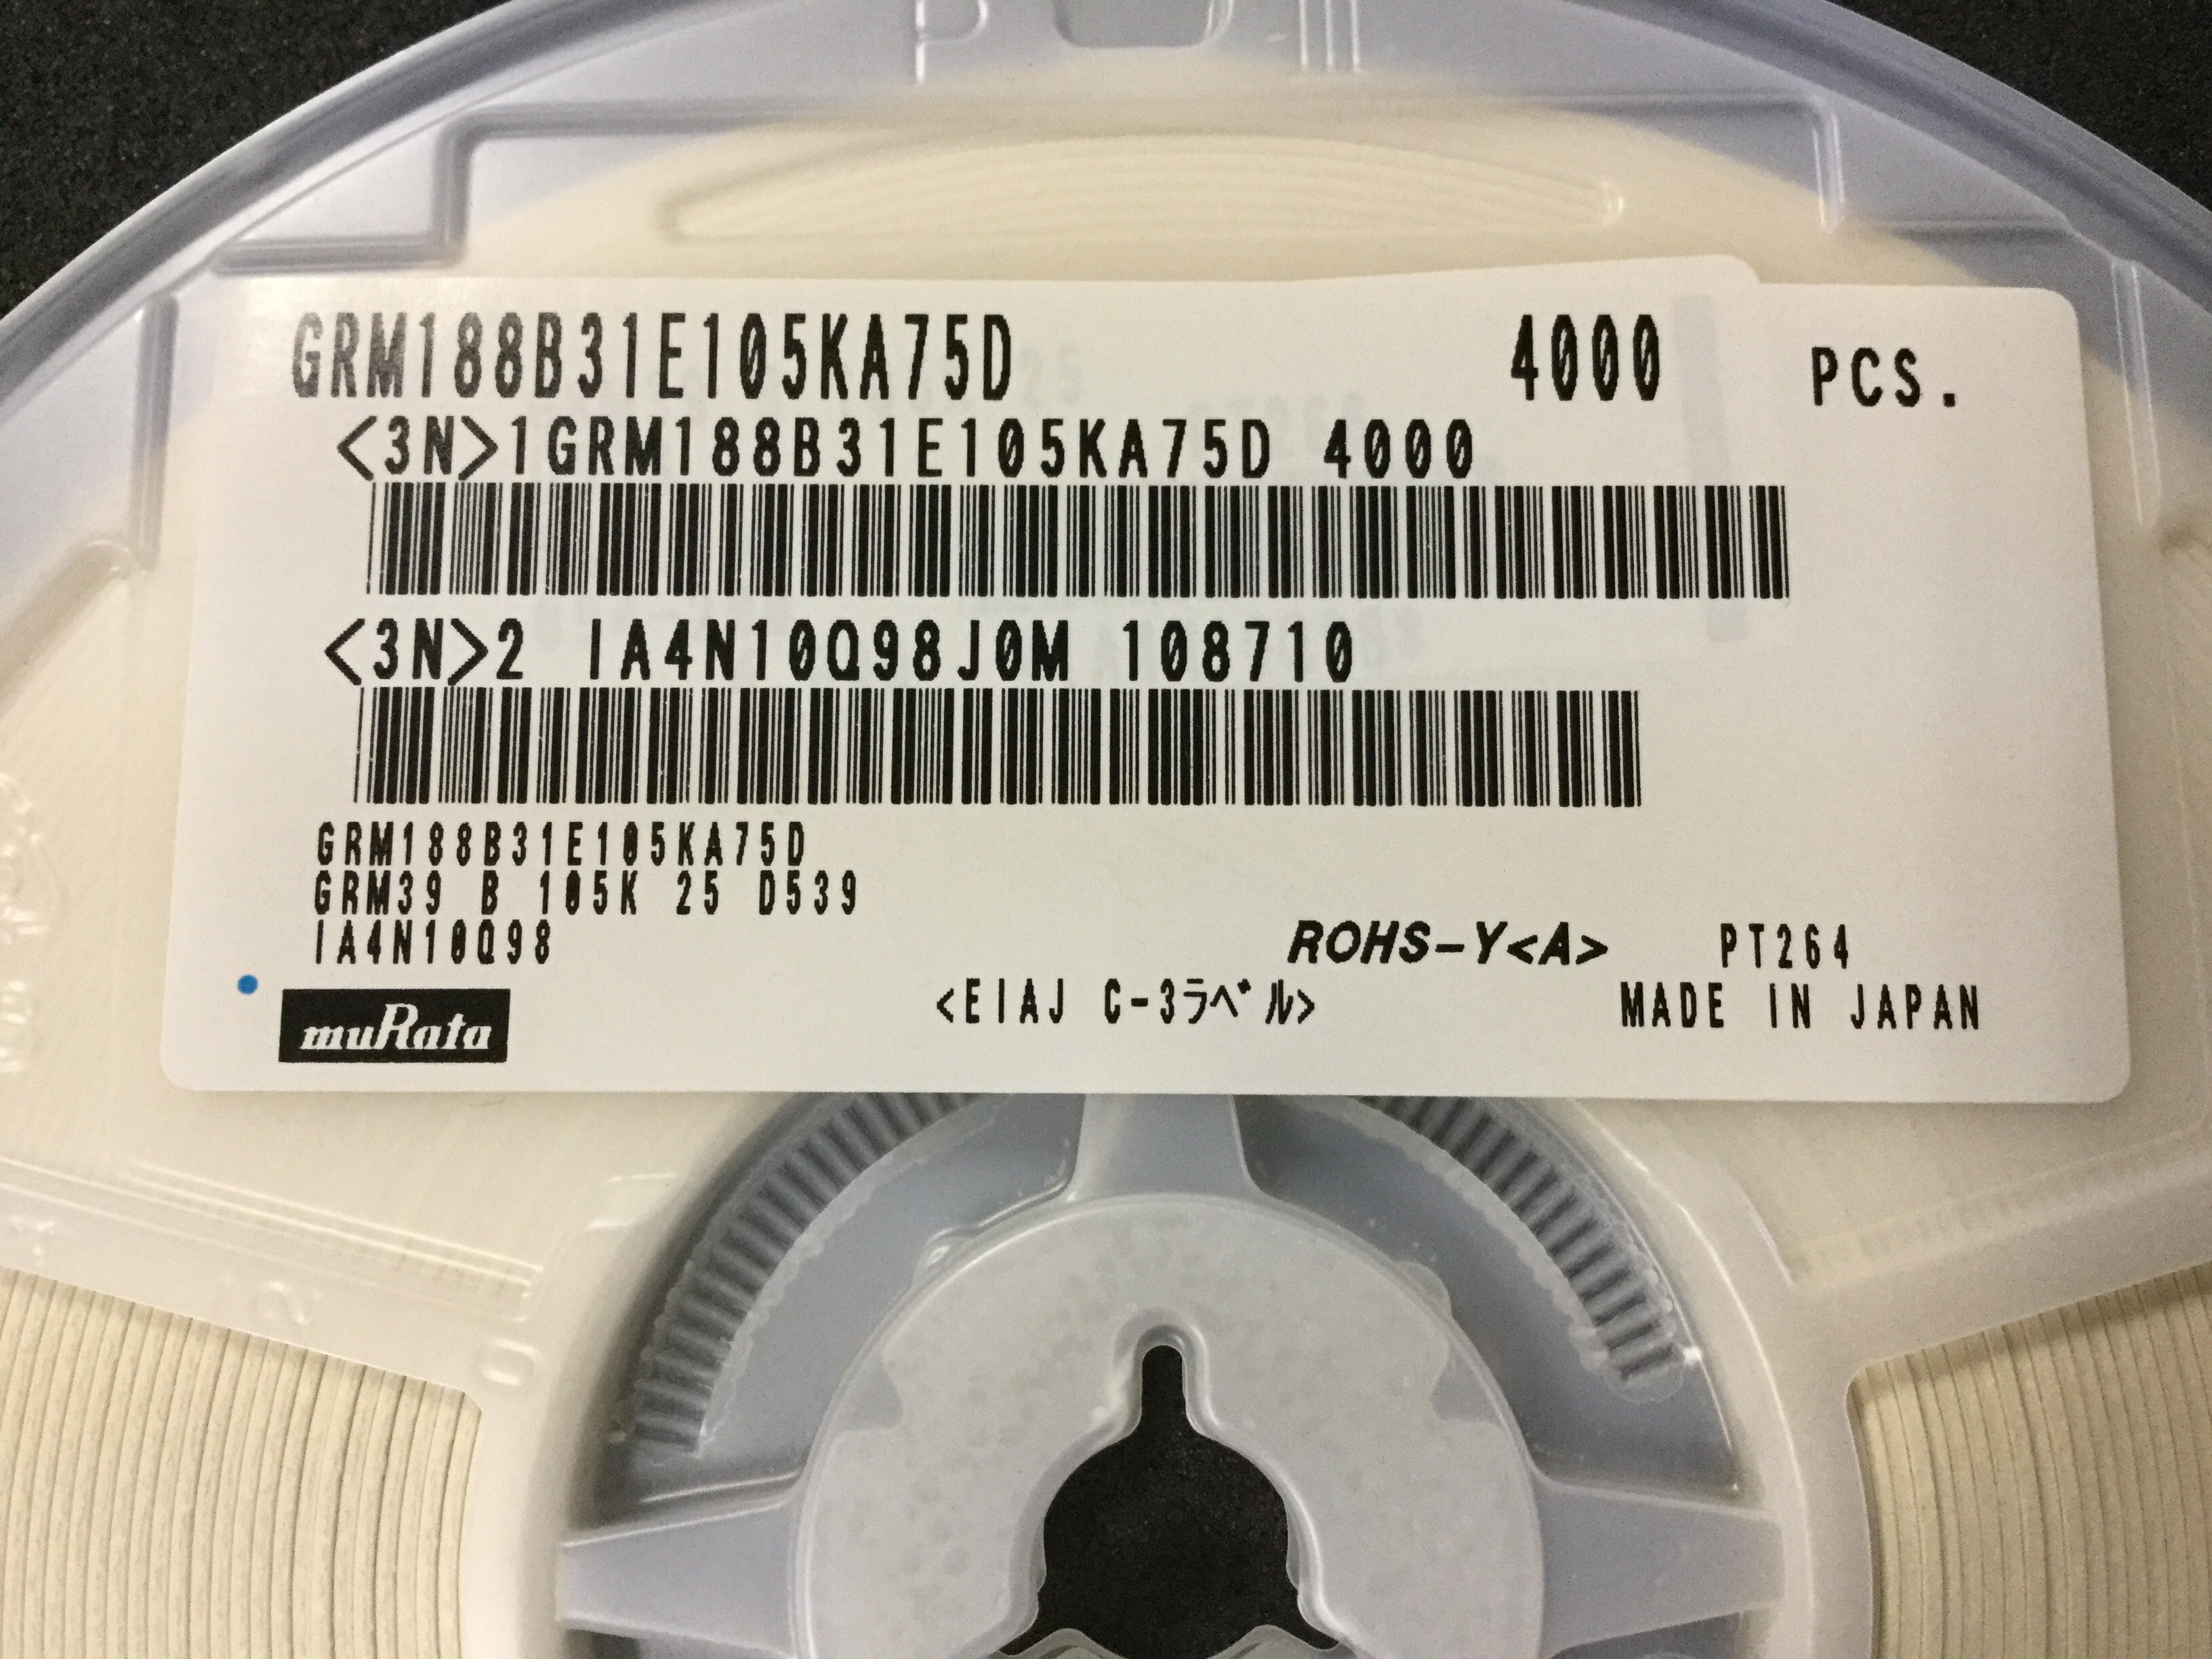 GRM188B31E105KA75D 4000 PCS.
<3N>1GRM188B31E105KA75D 4000
<3N>2 IA4N10Q98J0M 108710
GRM188B31E105KA75D
GRM39 B 105K 25 D539
IA4N10Q98
ROHS-Y<A> PT264
muRata <EIAJ C-3ﾗﾍﾞﾙ> MADE IN JAPAN